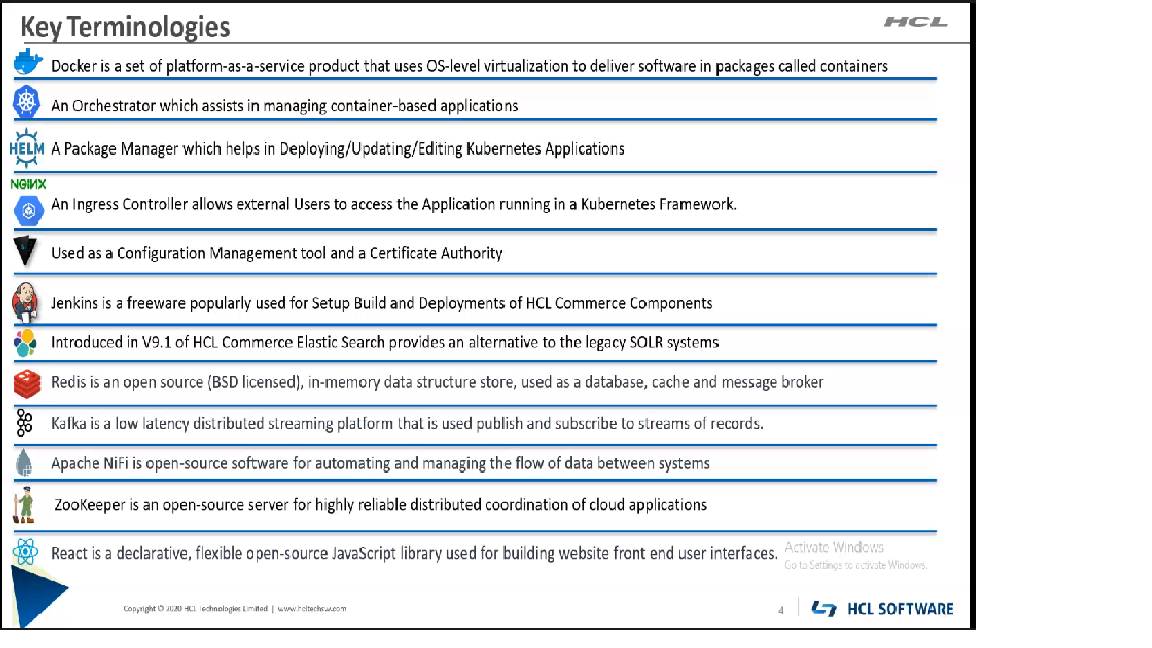 Key Terminologies
HCL
Docker is a set of platform-as-a-service product that uses OS-level virtualization to deliver software in packages called containers
An Orchestrator which assists in managing container-based applications
HELM
A Package Manager which helps in Deploying/Updating/Editing Kubernetes Applications
NGINX
An Ingress Controller allows external Users to access the Application running in a Kubernetes Framework.
Used as a Configuration Management tool and a Certificate Authority
Jenkins is a freeware popularly used for Setup Build and Deployments of HCL Commerce Components
Introduced in V9.1 of HCL Commerce Elastic Search provides an alternative to the legacy SOLR systems
Redis is an open source (BSD licensed), in-memory data structure store, used as a database, cache and message broker
Kafka is a low latency distributed streaming platform that is used publish and subscribe to streams of records.
Apache NiFi is open-source software for automating and managing the flow of data between systems
ZooKeeper is an open-source server for highly reliable distributed coordination of cloud applications
React is a declarative, flexible open-source JavaScript library used for building website front end user interfaces.
Activate Windows
Go to Settings to activate Windows.
Copyright © 2020 HCL Technologies Limited | www.hcltechsw.com
4
HCL SOFTWARE